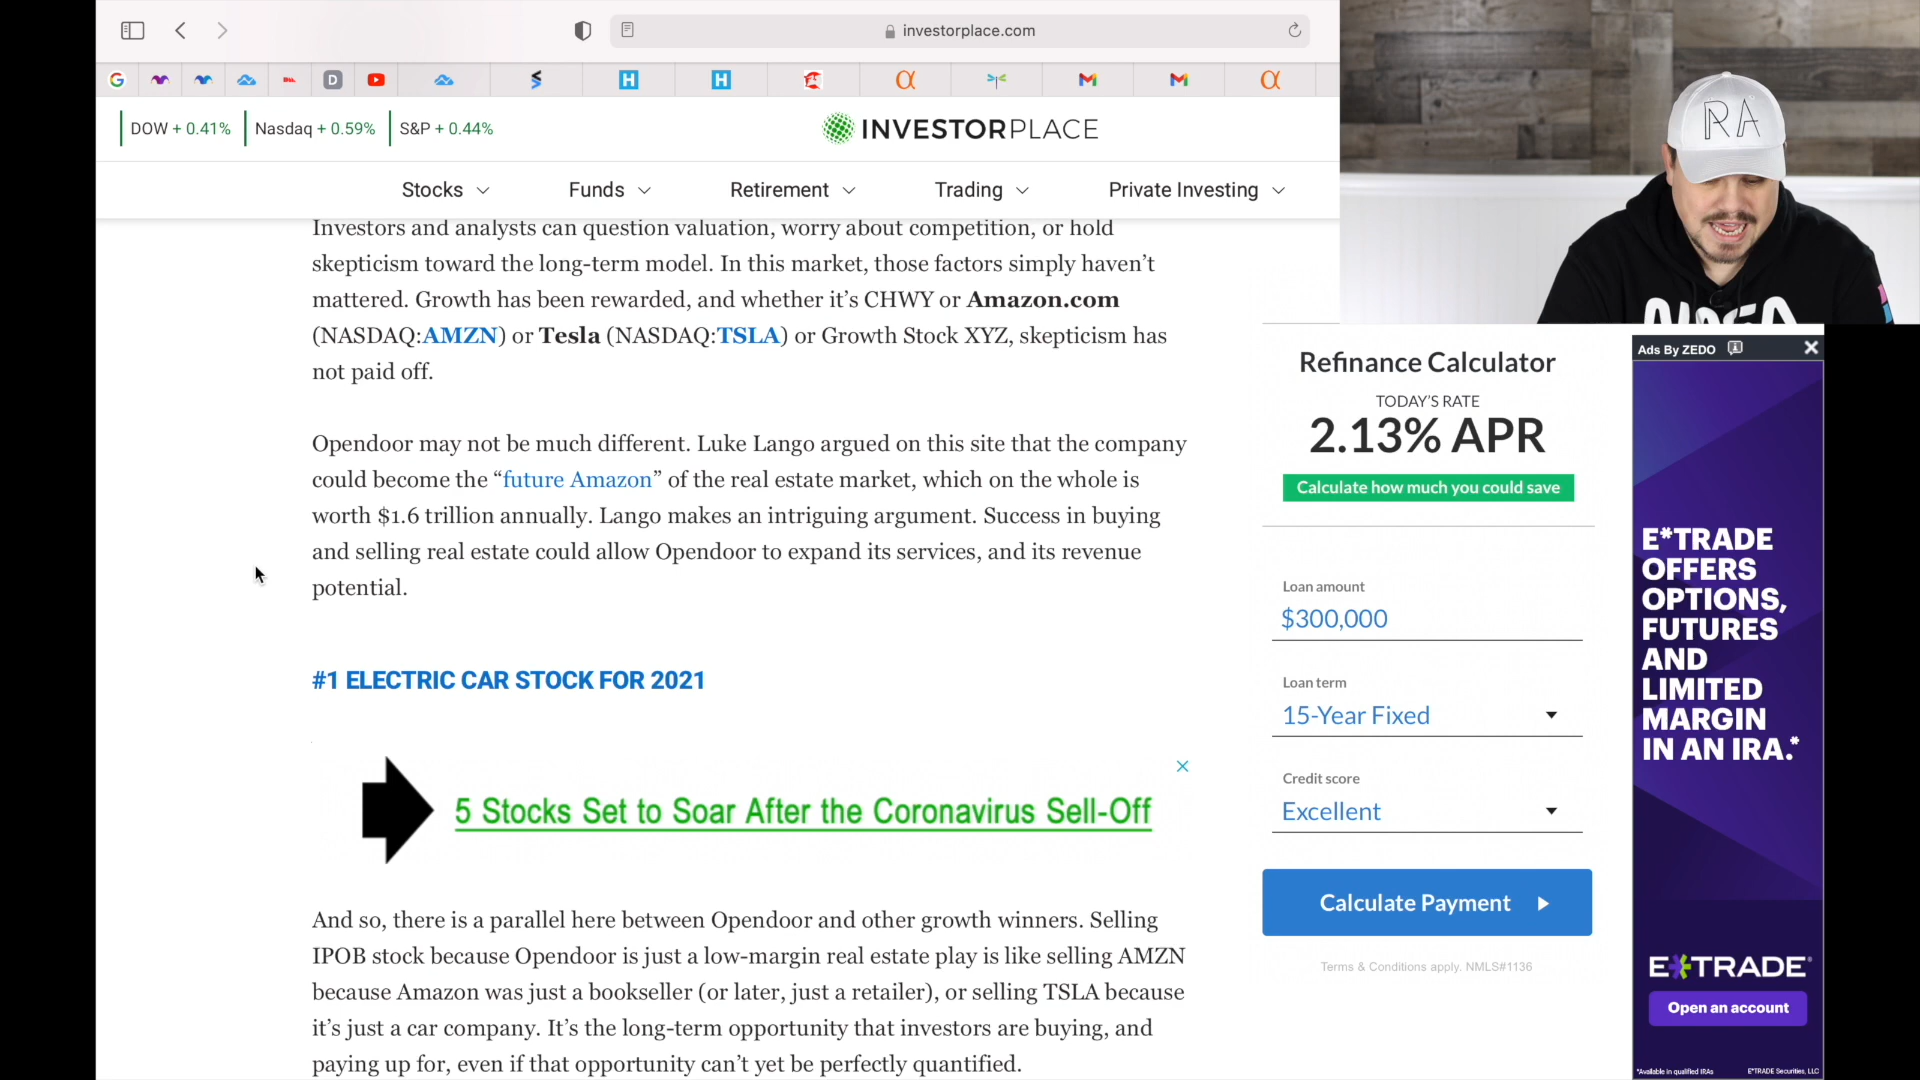 investorplace.com
DOW + 0.41%
Nasdaq + 0.59%
S&P + 0.44%
INVESTORPLACE
Stocks
Funds
Retirement
Trading
Private Investing
RA
Investors and analysts can question valuation, worry about competition, or hold
skepticism toward the long-term model. In this market, those factors simply haven’t
mattered. Growth has been rewarded, and whether it’s CHWY or Amazon.com
(NASDAQ:AMZN) or Tesla (NASDAQ:TSLA) or Growth Stock XYZ, skepticism has
not paid off.
Opendoor may not be much different. Luke Lango argued on this site that the company
could become the “future Amazon” of the real estate market, which on the whole is
worth $1.6 trillion annually. Lango makes an intriguing argument. Success in buying
and selling real estate could allow Opendoor to expand its services, and its revenue
potential.
#1 ELECTRIC CAR STOCK FOR 2021
5 Stocks Set to Soar After the Coronavirus Sell-Off
And so, there is a parallel here between Opendoor and other growth winners. Selling
IPOB stock because Opendoor is just a low-margin real estate play is like selling AMZN
because Amazon was just a bookseller (or later, just a retailer), or selling TSLA because
it’s just a car company. It’s the long-term opportunity that investors are buying, and
paying up for, even if that opportunity can’t yet be perfectly quantified.
Refinance Calculator
TODAY’S RATE
2.13% APR
Calculate how much you could save
Loan amount
$300,000
Loan term
15-Year Fixed
Credit score
Excellent
Calculate Payment
Terms & Conditions apply. NMLS#1136
Ads By ZEDO
E*TRADE
OFFERS
OPTIONS,
FUTURES
AND
LIMITED
MARGIN
IN AN IRA.*
E*TRADE
Open an account
*Available in qualified IRAs
E*TRADE Securities, LLC